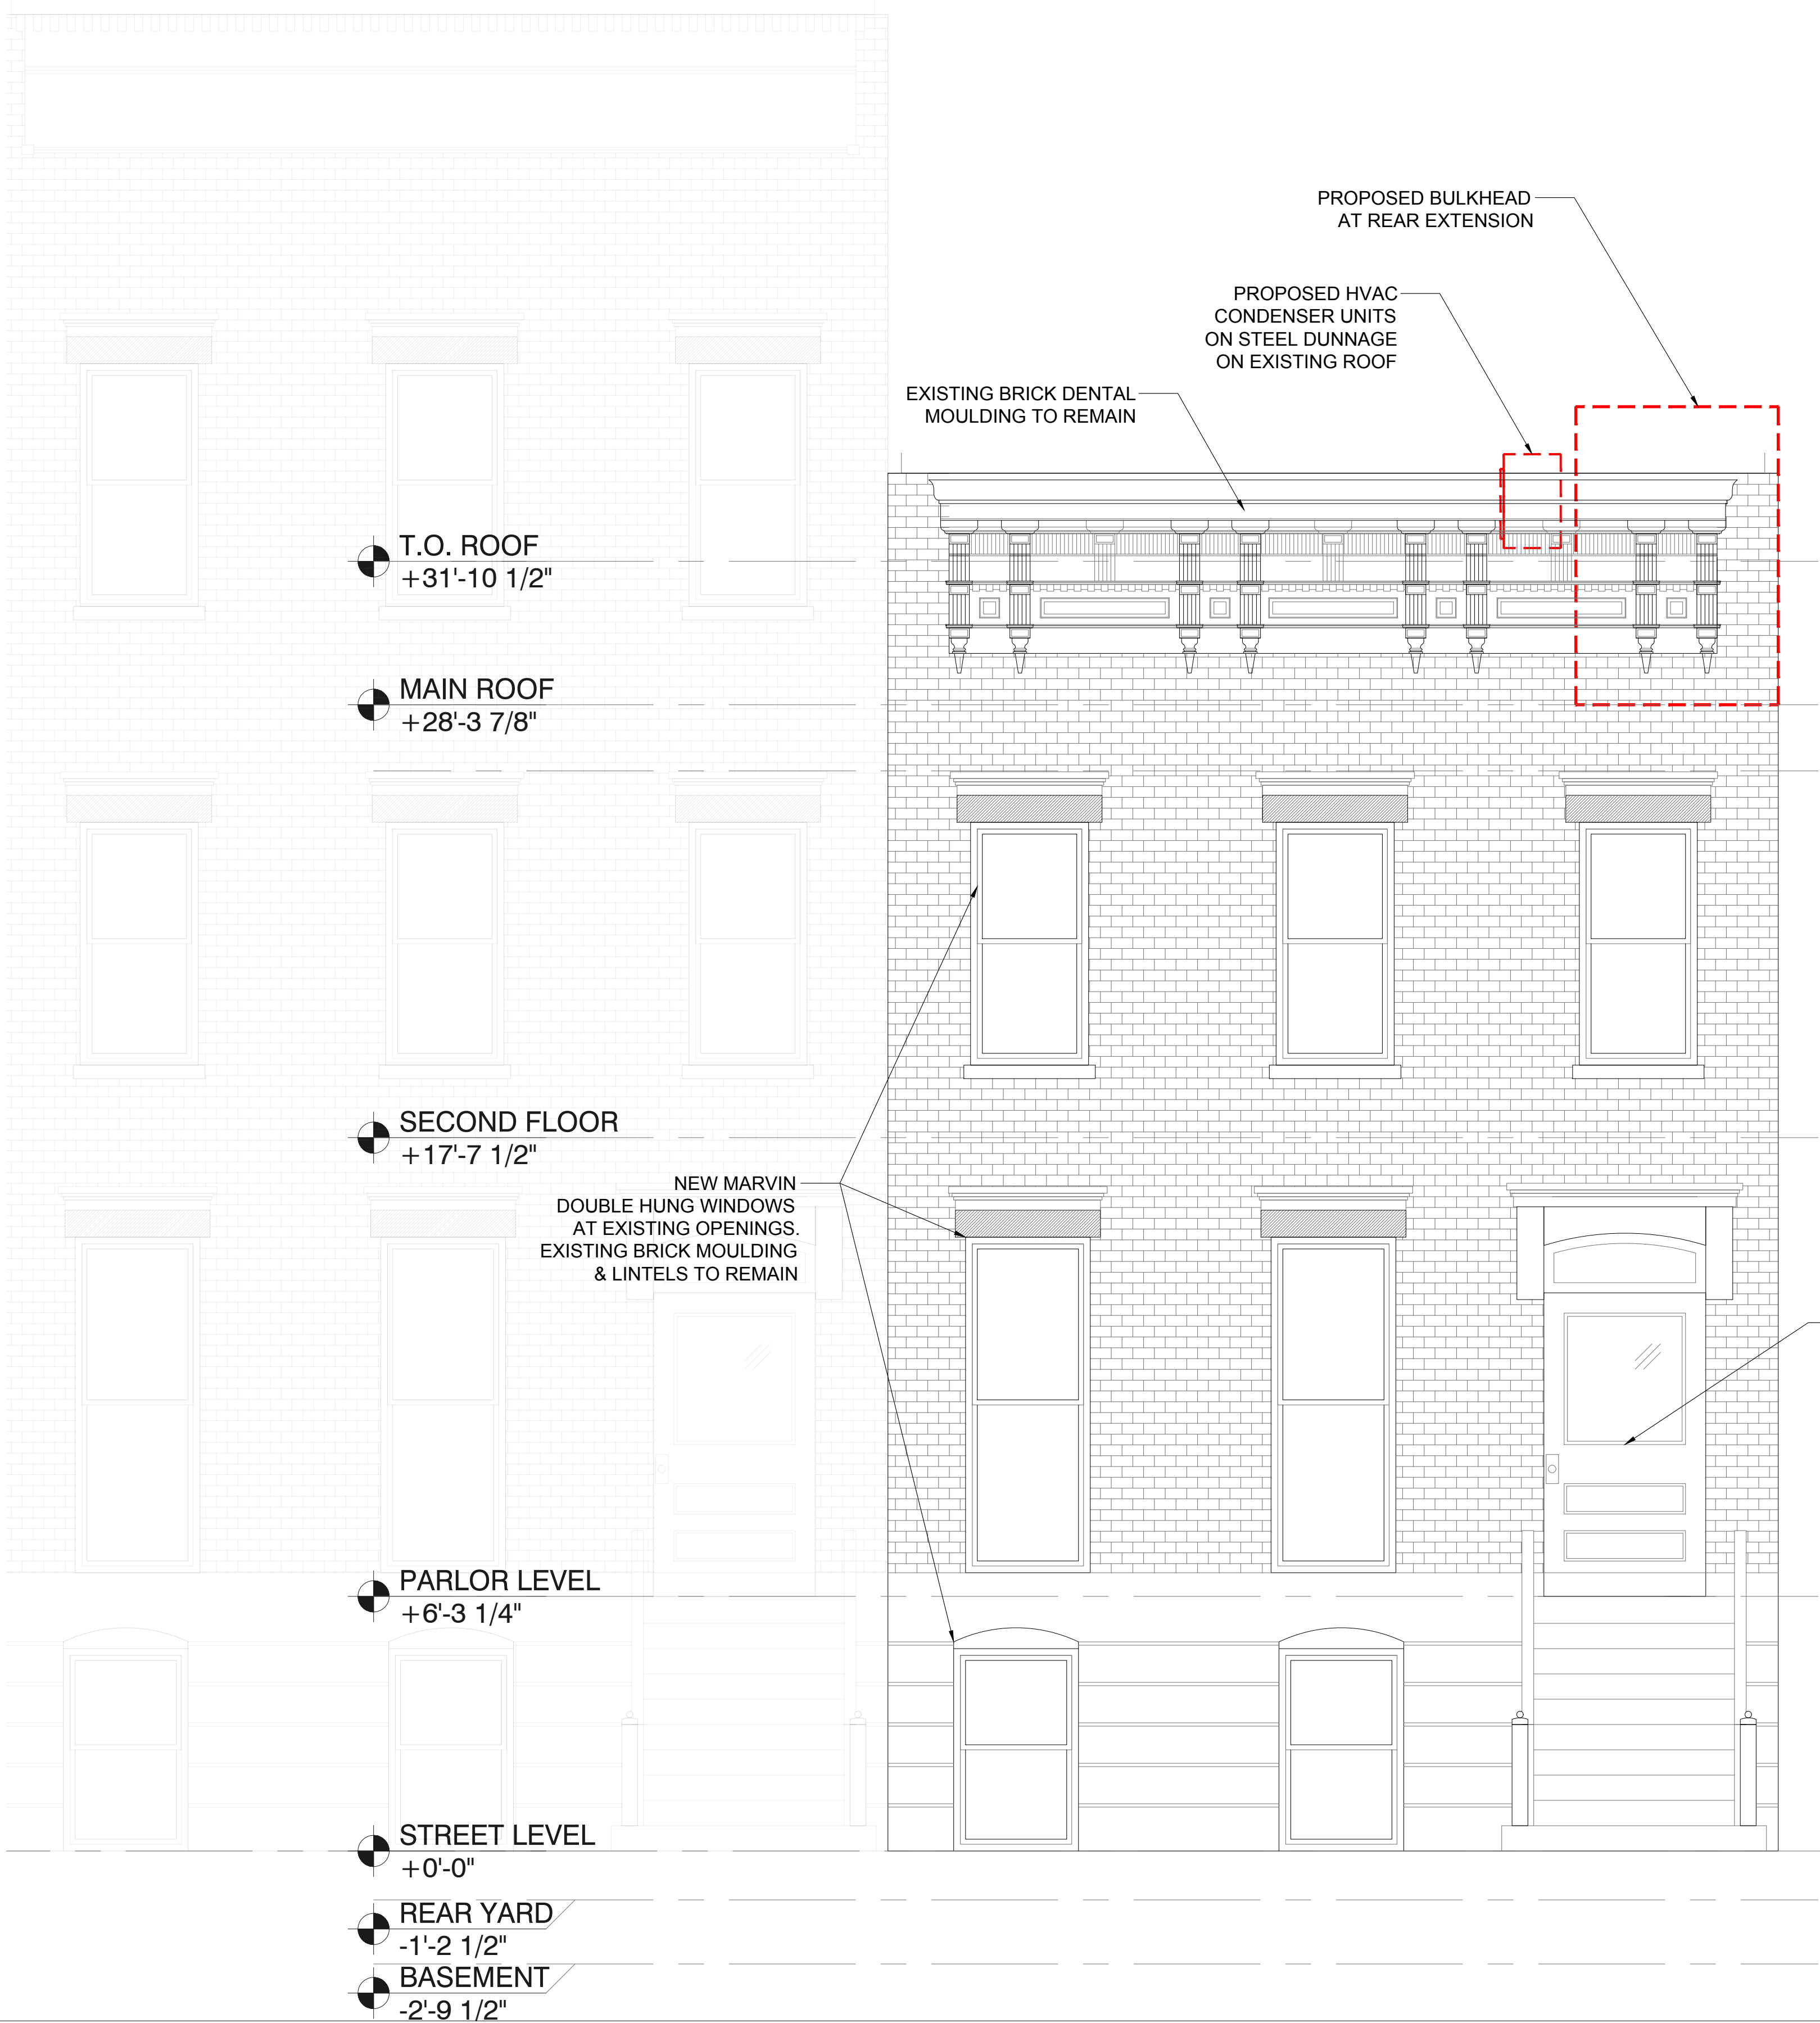 PROPOSED BULKHEAD
AT REAR EXTENSION
PROPOSED HVAC
CONDENSER UNITS
ON STEEL DUNNAGE
ON EXISTING ROOF
EXISTING BRICK DENTAL
MOULDING TO REMAIN
T.O. ROOF
+31'-10 1/2"
MAIN ROOF
+28'-3 7/8"
SECOND FLOOR
+17'-7 1/2"
NEW MARVIN
DOUBLE HUNG WINDOWS
AT EXISTING OPENINGS.
EXISTING BRICK MOULDING
& LINTELS TO REMAIN
PARLOR LEVEL
+6'-3 1/4"
STREET LEVEL
+0'-0"
REAR YARD
-1'-2 1/2"
BASEMENT
-2'-9 1/2"